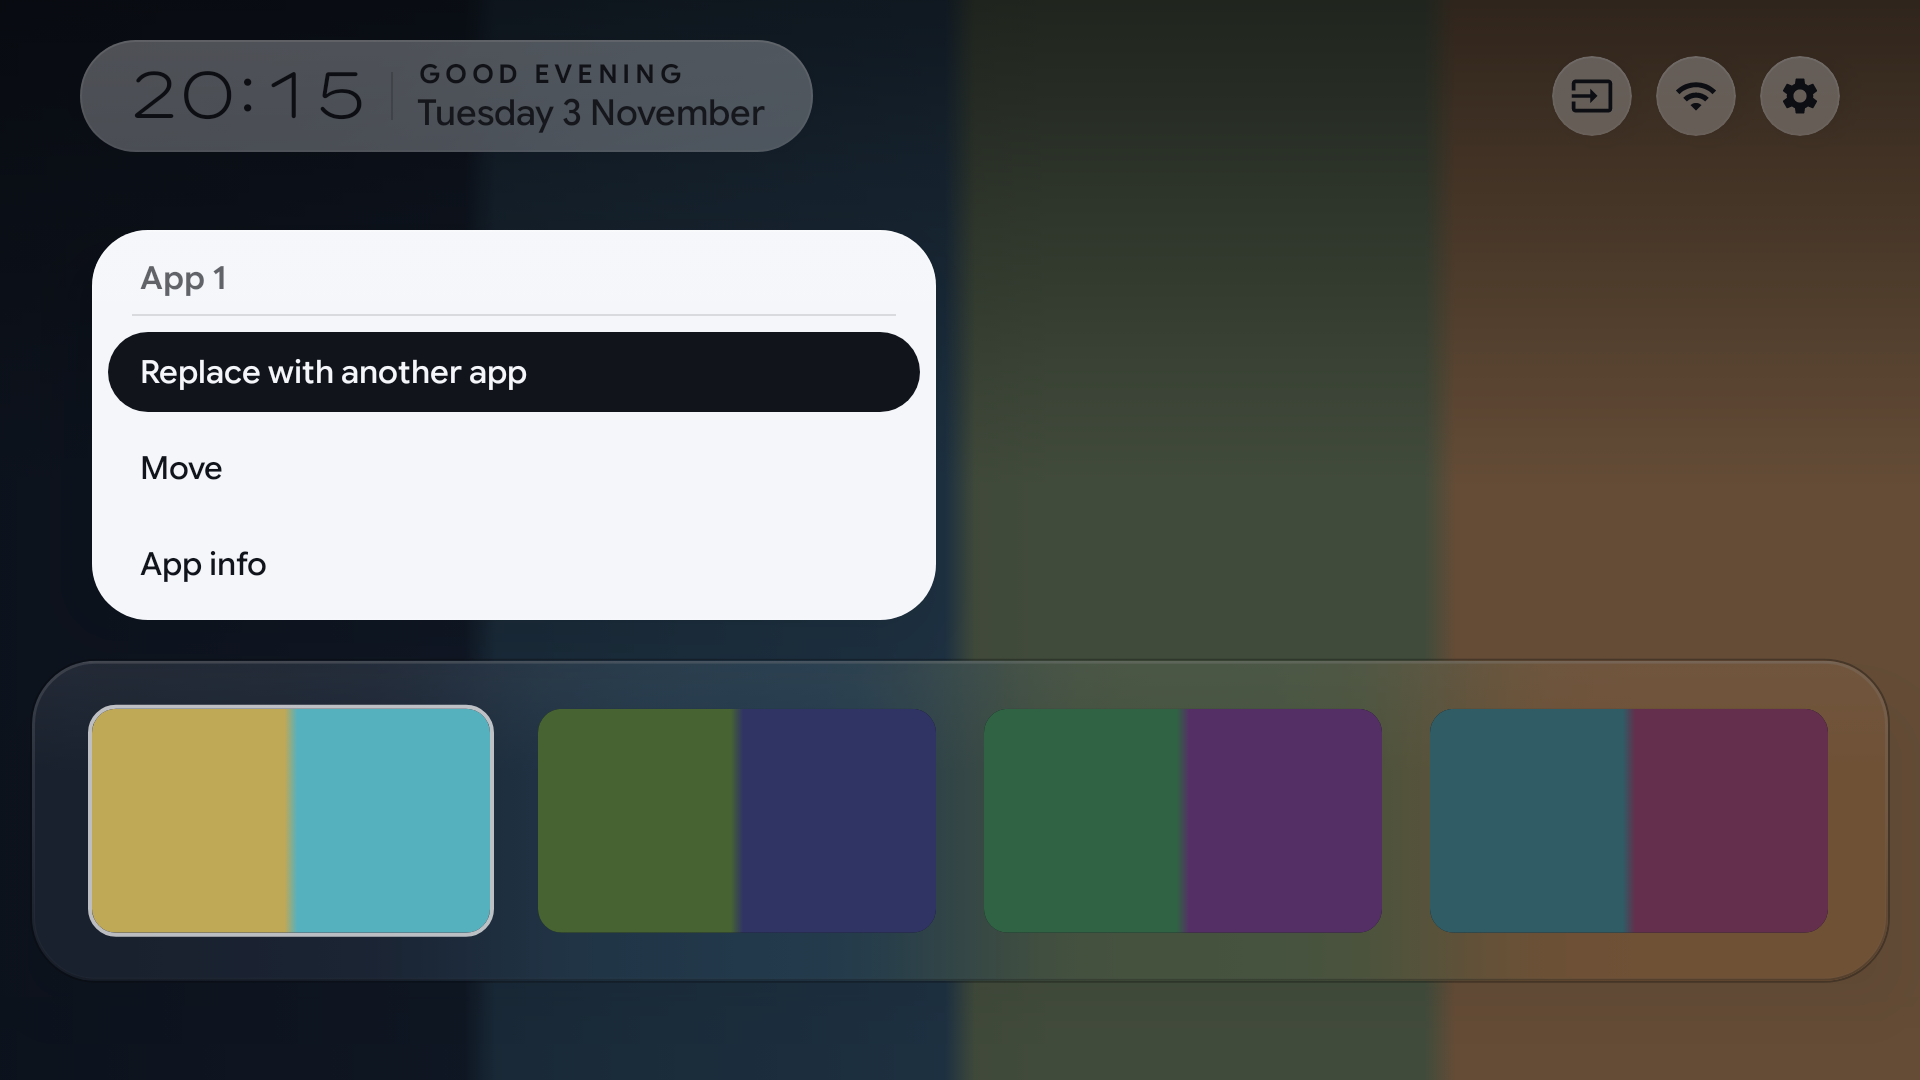 20:15
GOOD EVENING
Tuesday 3 November
App 1
Replace with another app
Move
App info